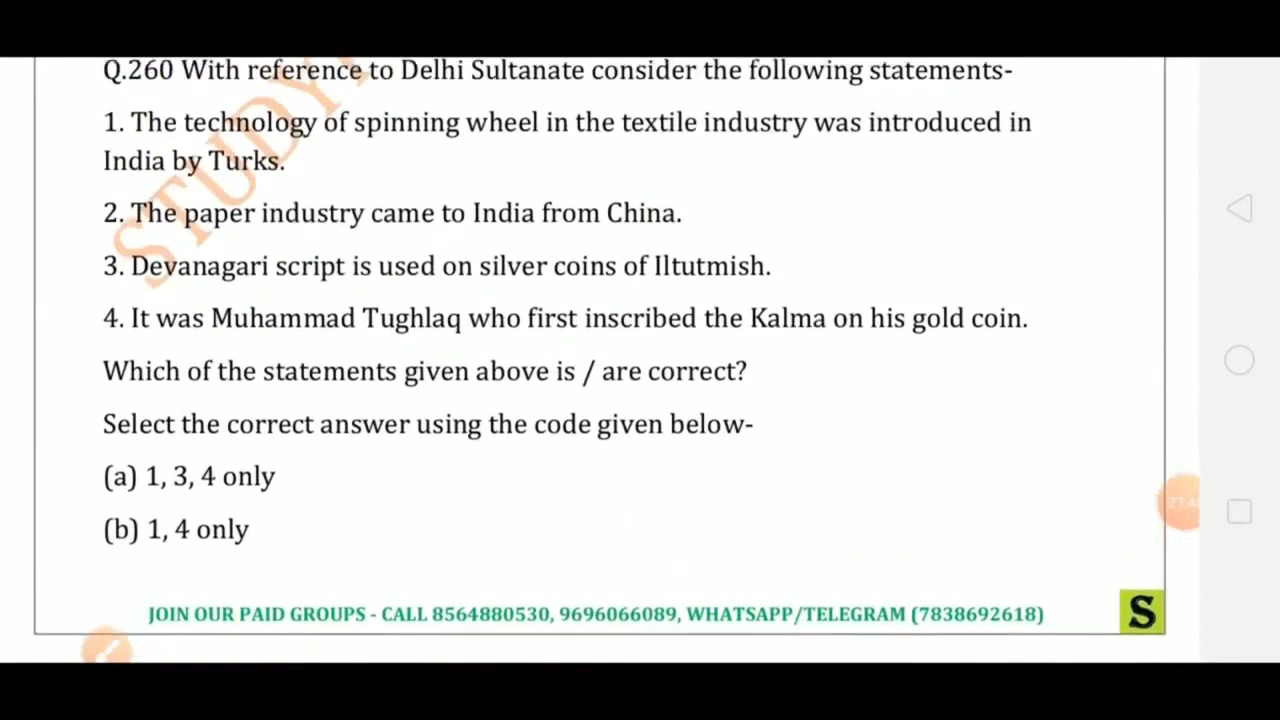 Q.260 With reference to Delhi Sultanate consider the following statements-
1. The technology of spinning wheel in the textile industry was introduced in
India by Turks.
2. The paper industry came to India from China.
3. Devanagari script is used on silver coins of Iltutmish.
4. It was Muhammad Tughlaq who first inscribed the Kalma on his gold coin.
Which of the statements given above is / are correct?
Select the correct answer using the code given below-
(a) 1, 3, 4 only
(b) 1, 4 only
JOIN OUR PAID GROUPS - CALL 8564880530, 9696066089, WHATSAPP/TELEGRAM (7838692618)
S